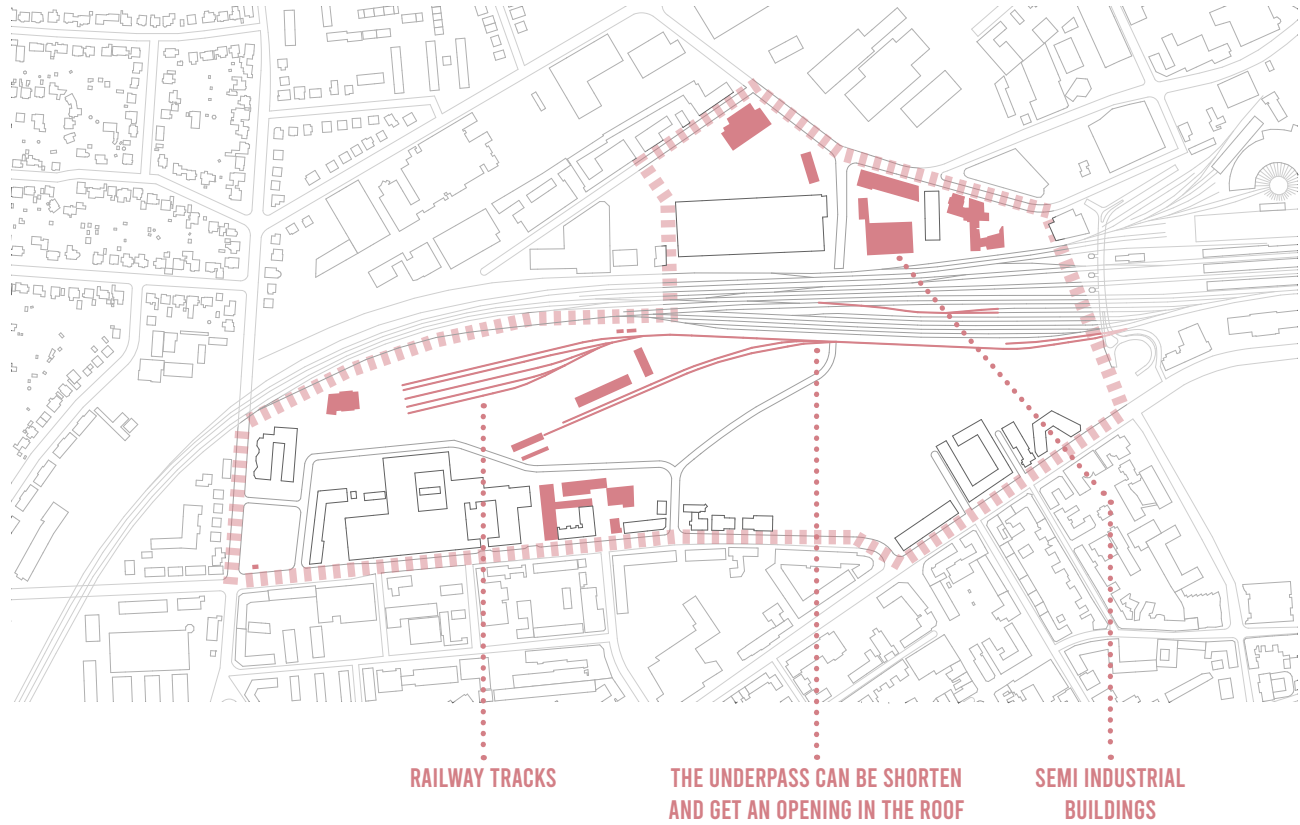 RAILWAY TRACKS
THE UNDERPASS CAN BE SHORTEN
AND GET AN OPENING IN THE ROOF
SEMI INDUSTRIAL
BUILDINGS